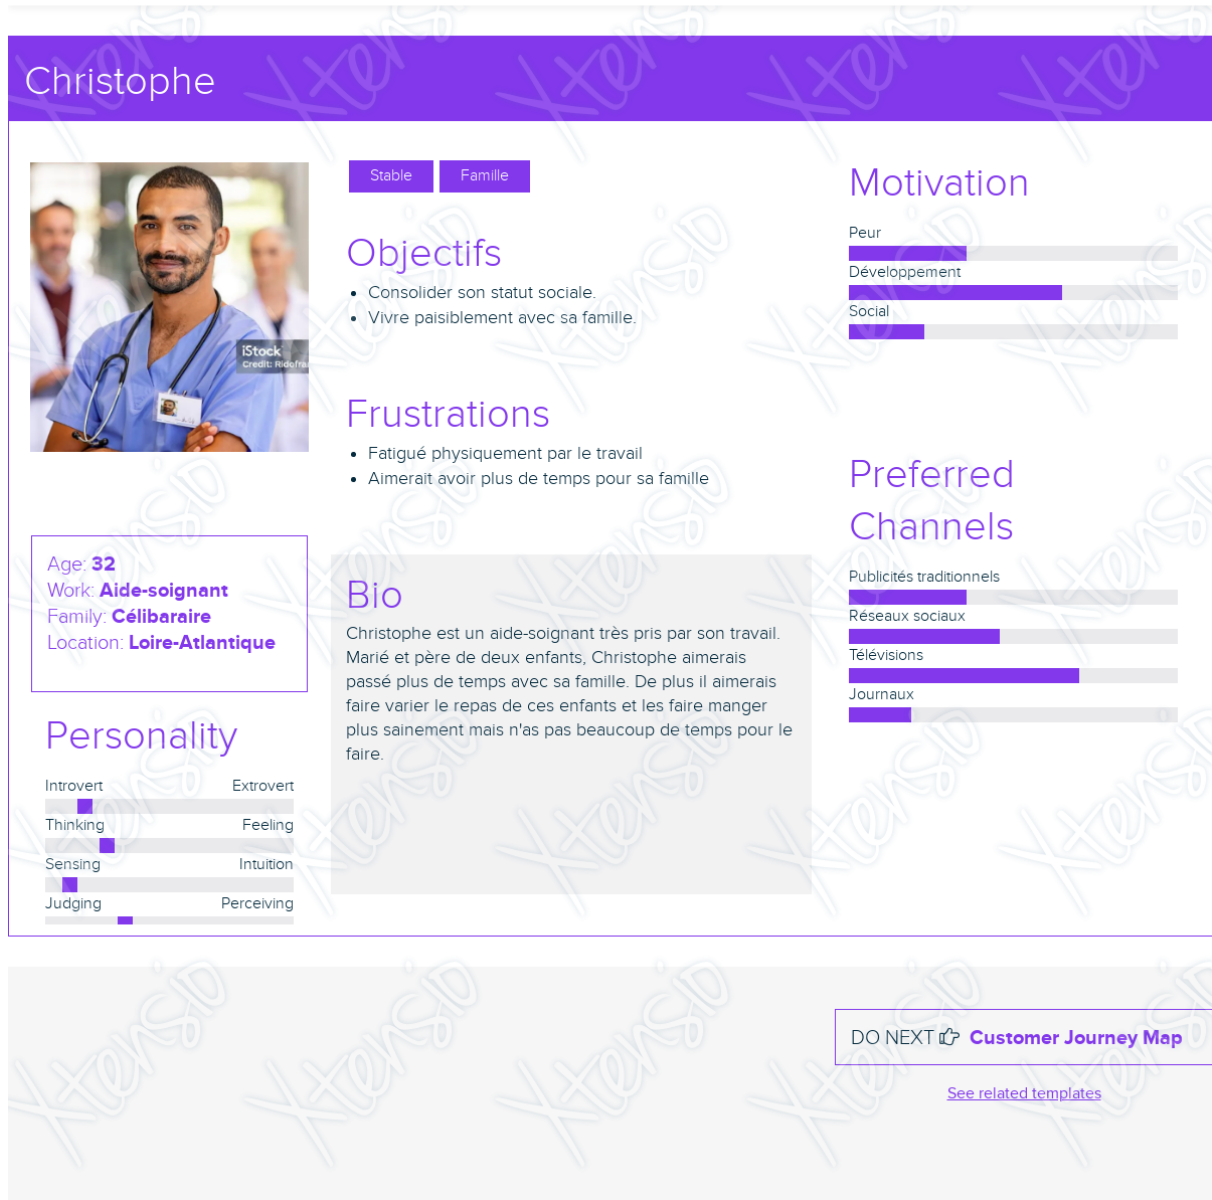 Christophe
Stable
Famille
Objectifs
Consolider son statut sociale.
Vivre paisiblement avec sa famille.
Frustrations
Fatigué physiquement par le travail
Aimerait avoir plus de temps pour sa famille
iStock
Credit: Ridofra
Age: 32
Work: Aide-soignant
Family: Célibaraire
Location: Loire-Atlantique
Personality
Introvert Extrovert
Thinking Feeling
Sensing Intuition
Judging Perceiving
Bio
Christophe est un aide-soignant très pris par son travail.
Marié et père de deux enfants, Christophe aimerais
passé plus de temps avec sa famille. De plus il aimerais
faire varier le repas de ces enfants et les faire manger
plus sainement mais n'as pas beaucoup de temps pour le
faire.
Motivation
Peur
Développement
Social
Preferred
Channels
Publicités traditionnels
Réseaux sociaux
Télévisions
Journaux
DO NEXT Customer Journey Map
See related templates
Xtensio